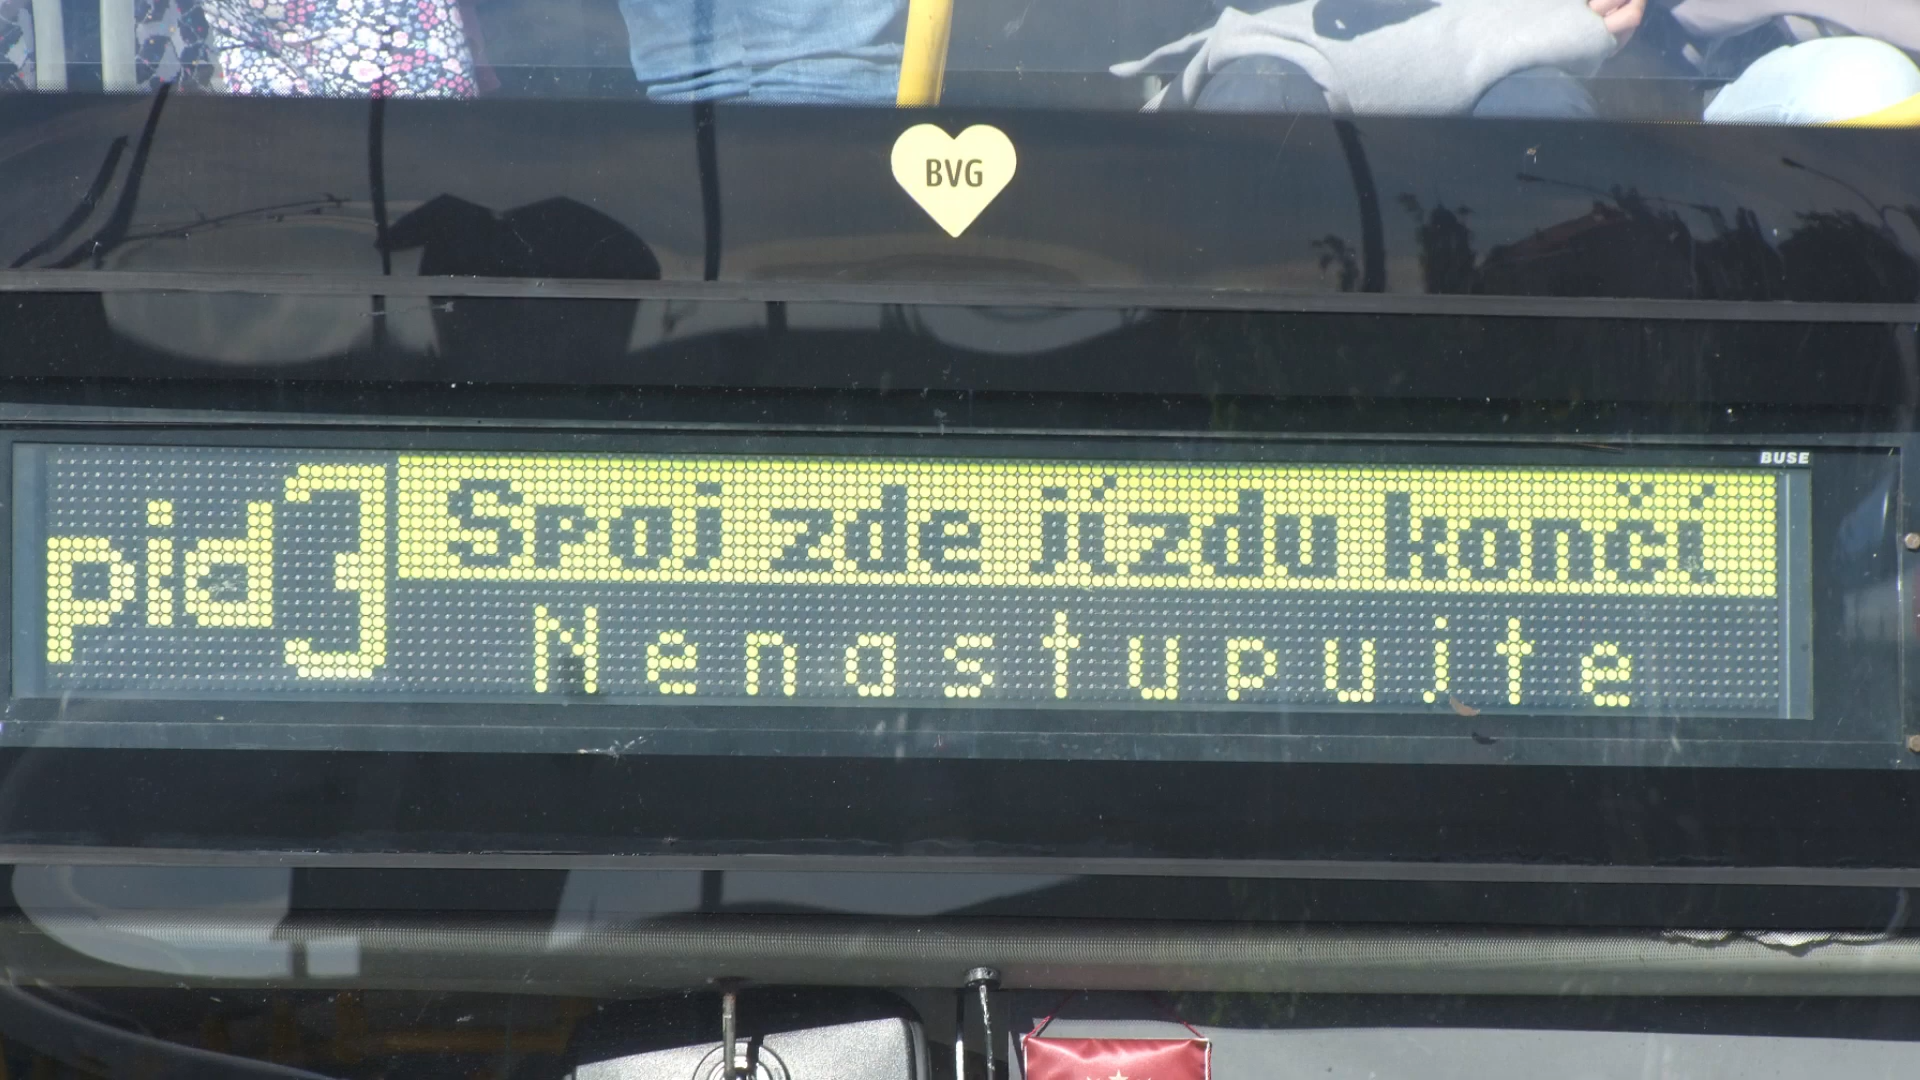 BVG
BUSE
pid
Spoj zde jízdu končí
Nenastupujte